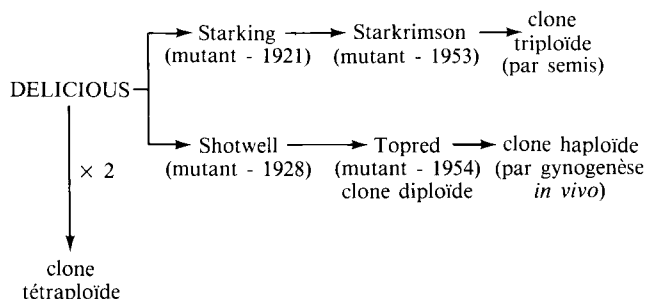 Starking
(mutant - 1921)
Starkrimson
(mutant - 1953)
clone
triploïde
(par semis)
DELICIOUS
× 2
Shotwell
(mutant - 1928)
Topred
(mutant - 1954)
clone diploïde
clone haploïde
(par gynogenèse
in vivo)
clone
tétraploïde